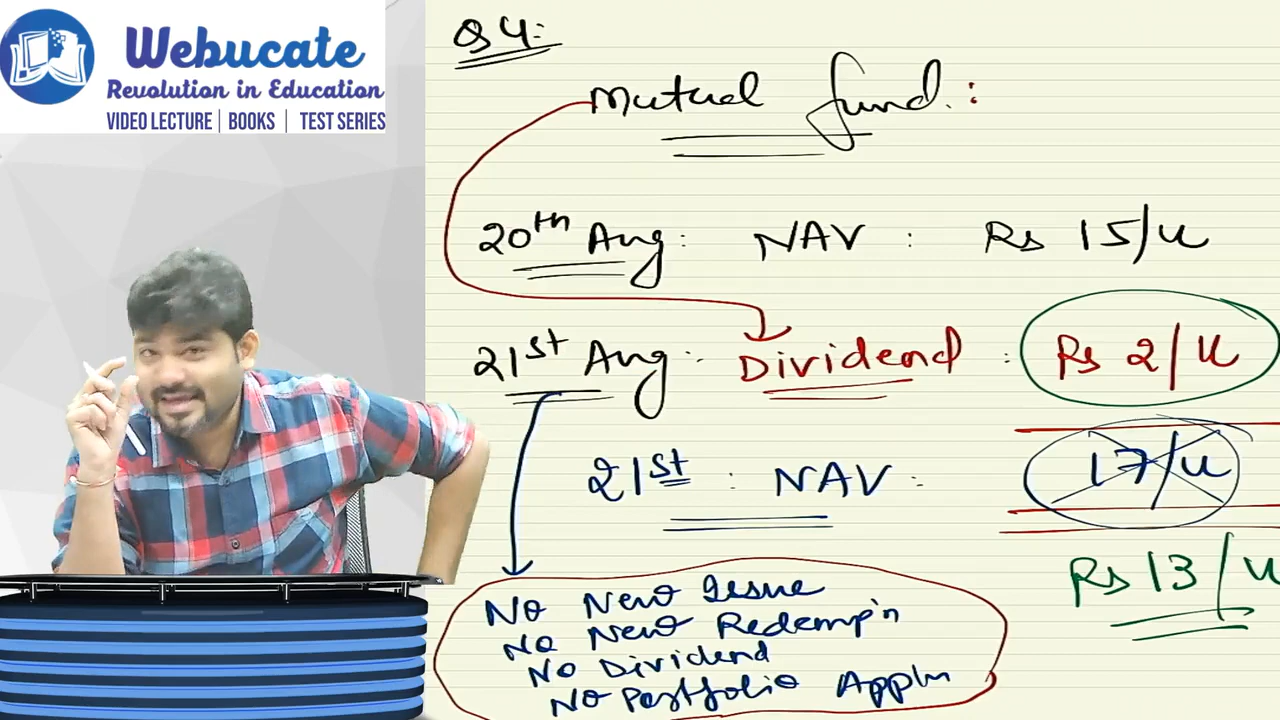 Webucate
Revolution in Education
VIDEO LECTURE | BOOKS | TEST SERIES
Q4:
Mutual fund :
20th Aug : NAV : Rs 15/u
21st Aug : Dividend : Rs 2/u
21st : NAV : 17/u
Rs 13/u
No New Issue
No New Redemp'n
No Dividend
No Portfolio Appln